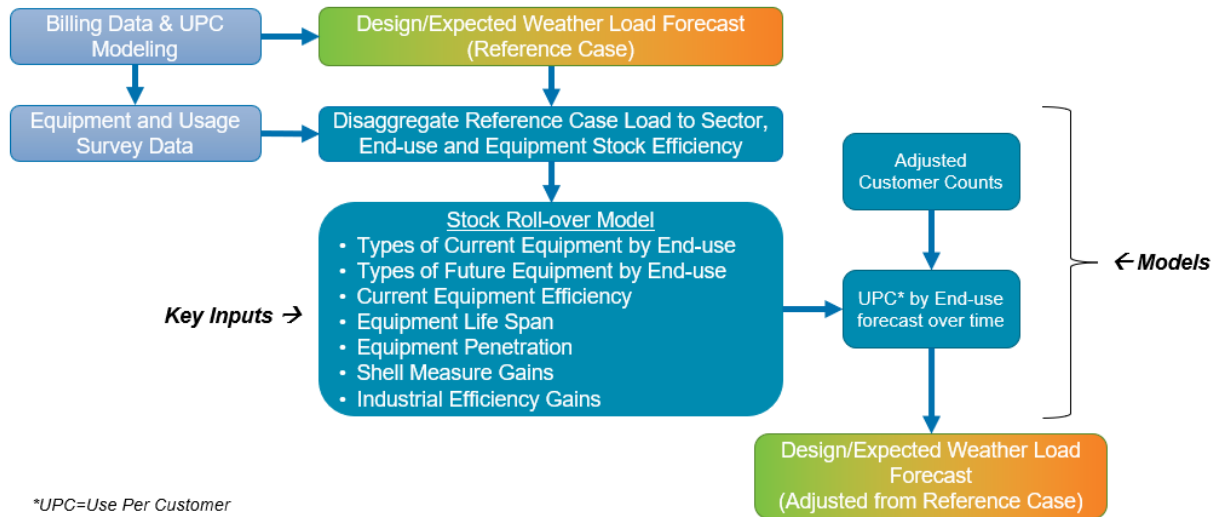 Billing Data & UPC
Modeling
Design/Expected Weather Load Forecast
(Reference Case)
Equipment and Usage
Survey Data
Disaggregate Reference Case Load to Sector,
End-use and Equipment Stock Efficiency
Adjusted
Customer Counts
Stock Roll-over Model
• Types of Current Equipment by End-use
• Types of Future Equipment by End-use
• Current Equipment Efficiency
• Equipment Life Span
• Equipment Penetration
• Shell Measure Gains
• Industrial Efficiency Gains
Key Inputs →
UPC* by End-use
forecast over time
← Models
Design/Expected Weather Load
Forecast
(Adjusted from Reference Case)
*UPC=Use Per Customer